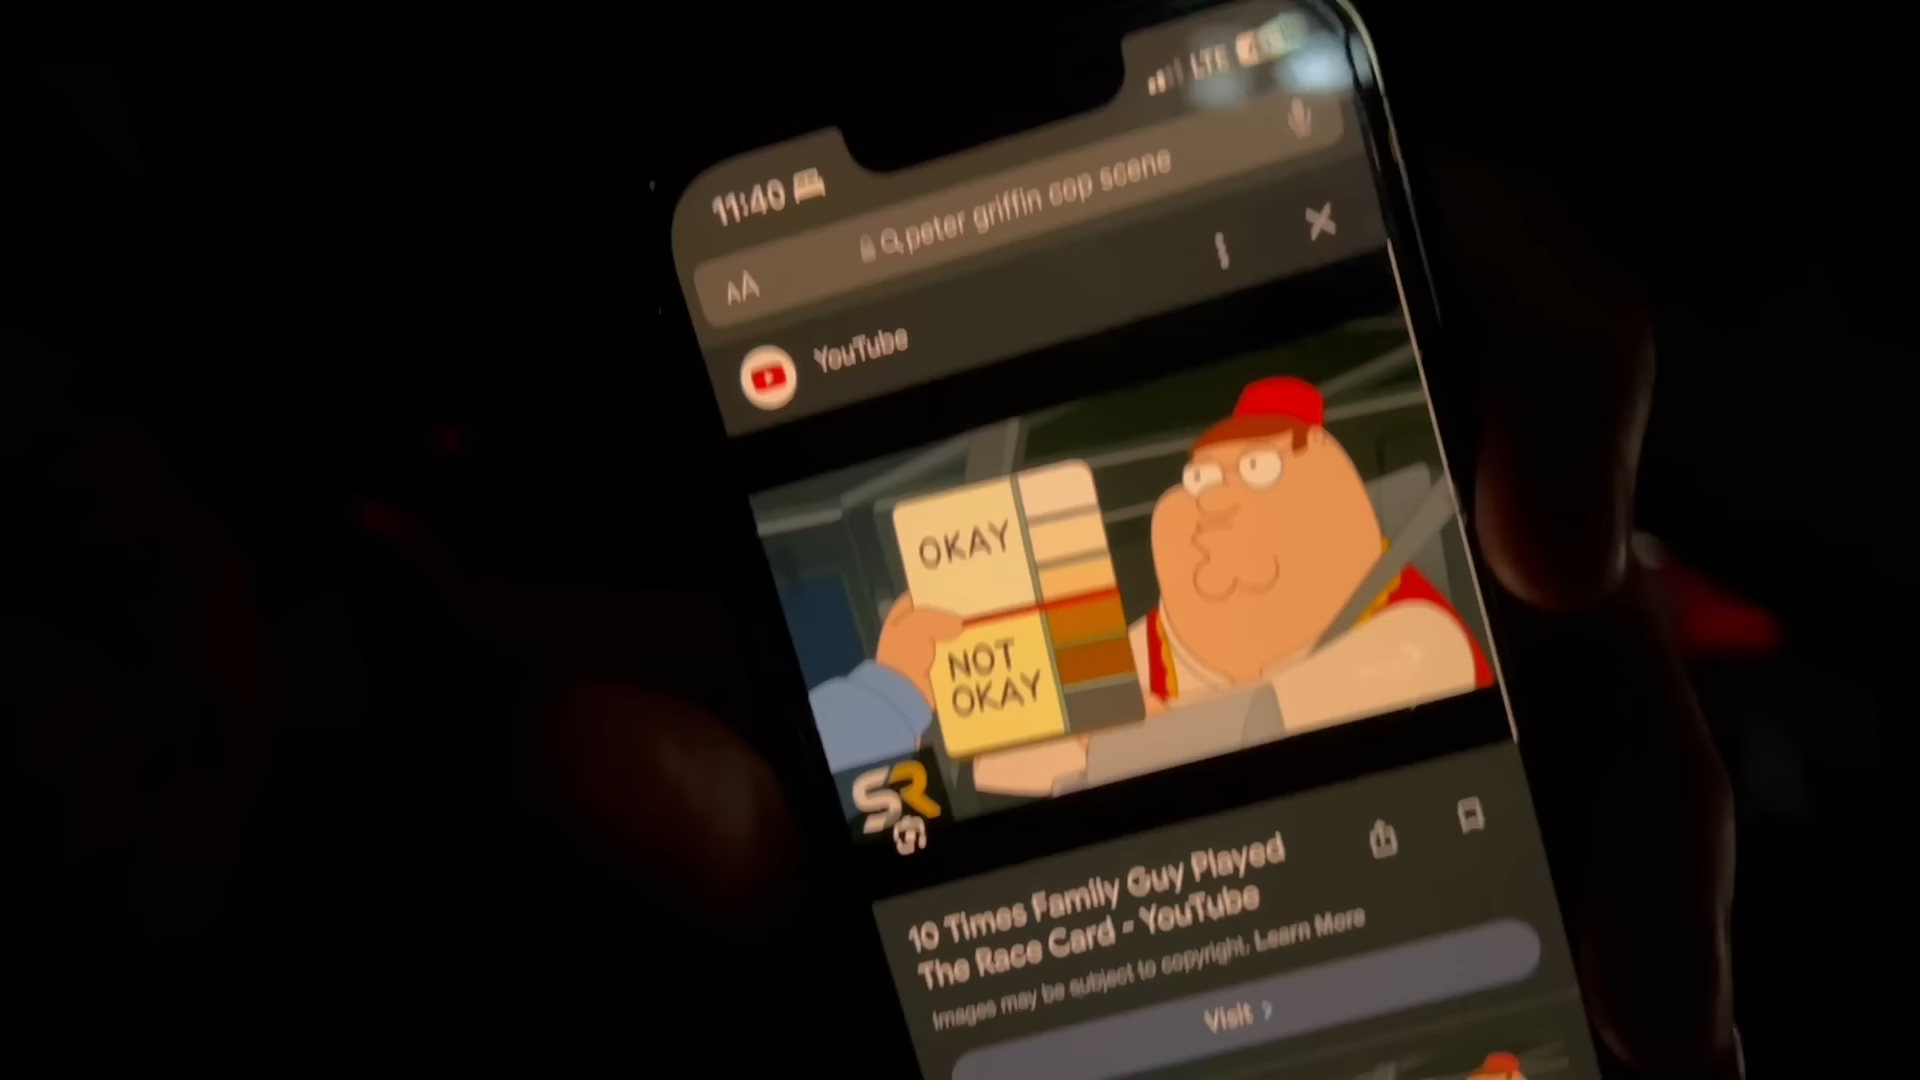 11:40
LTE
peter griffin cop scene
AA
YouTube
OKAY
NOT
OKAY
SR
10 Times Family Guy Played
The Race Card - YouTube
Images may be subject to copyright. Learn More
Visit